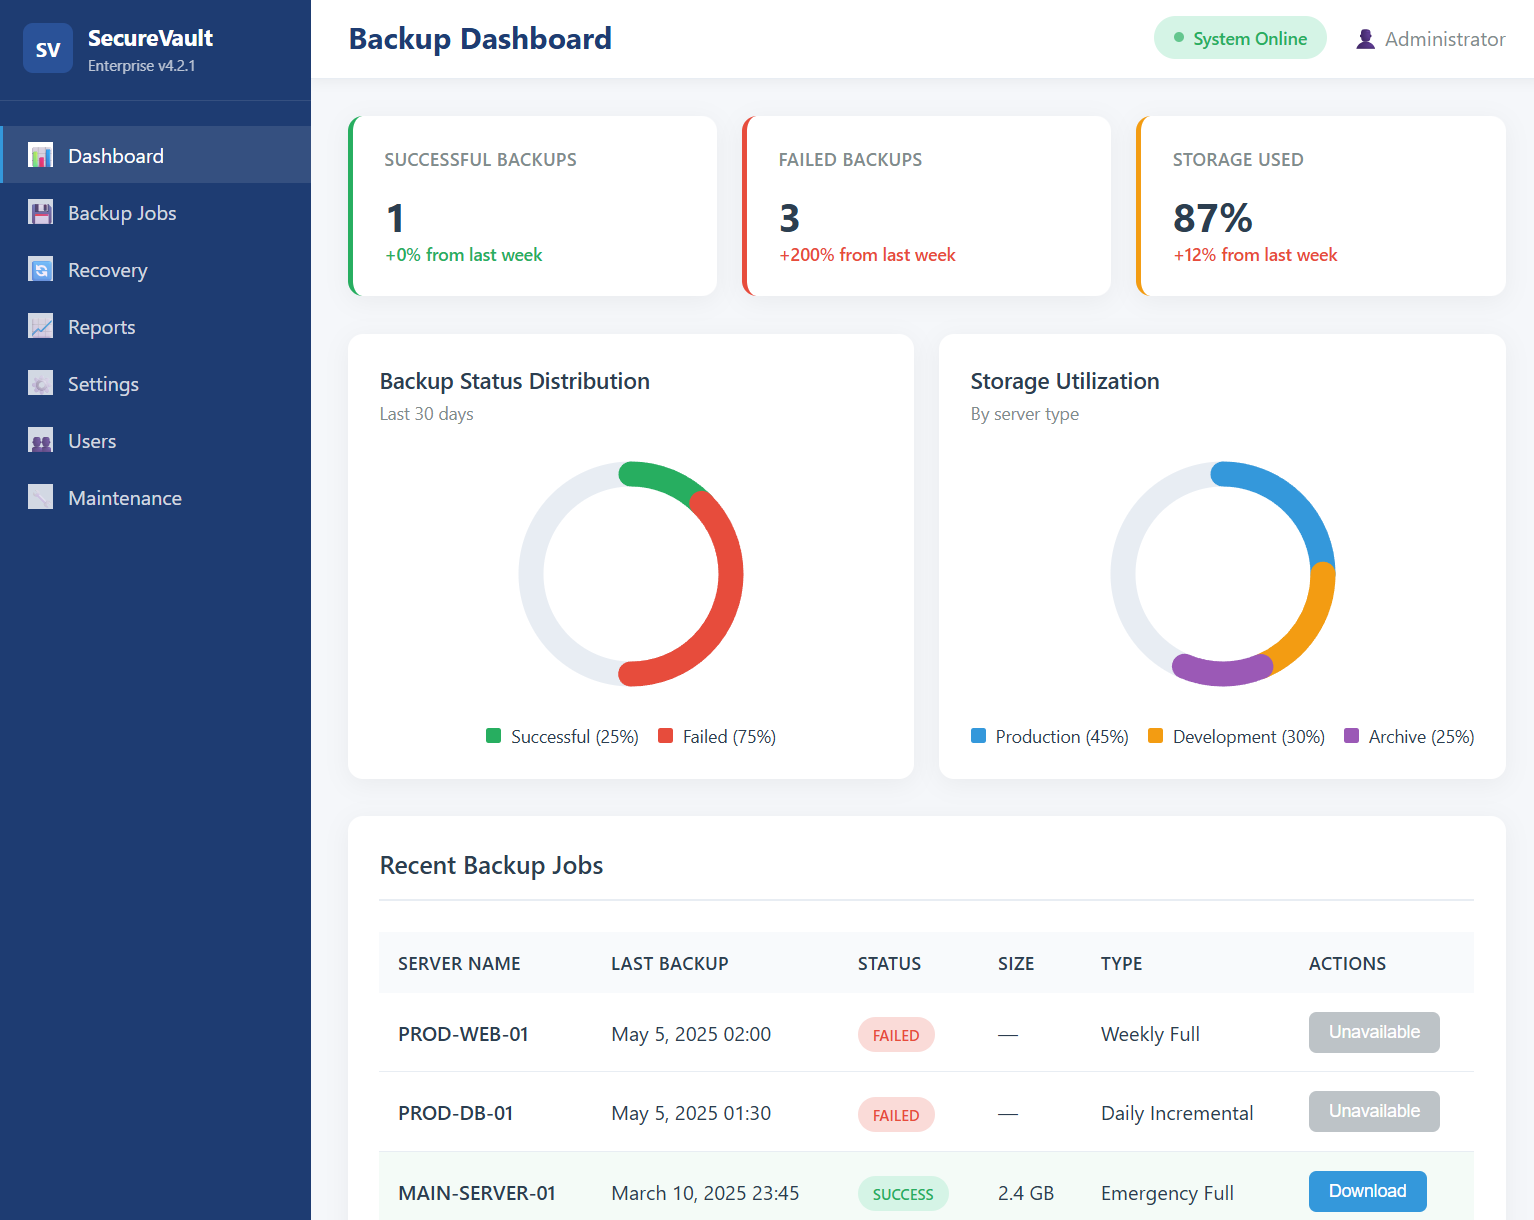 SV
SecureVault
Enterprise v4.2.1
Dashboard
Backup Jobs
Recovery
Reports
Settings
Users
Maintenance
Backup Dashboard
System Online
Administrator
SUCCESSFUL BACKUPS
1
+0% from last week
FAILED BACKUPS
3
+200% from last week
STORAGE USED
87%
+12% from last week
Backup Status Distribution
Last 30 days
Successful (25%) Failed (75%)
Storage Utilization
By server type
Production (45%) Development (30%) Archive (25%)
Recent Backup Jobs
SERVER NAME LAST BACKUP STATUS SIZE TYPE ACTIONS
PROD-WEB-01 May 5, 2025 02:00 FAILED — Weekly Full Unavailable
PROD-DB-01 May 5, 2025 01:30 FAILED — Daily Incremental Unavailable
MAIN-SERVER-01 March 10, 2025 23:45 SUCCESS 2.4 GB Emergency Full Download